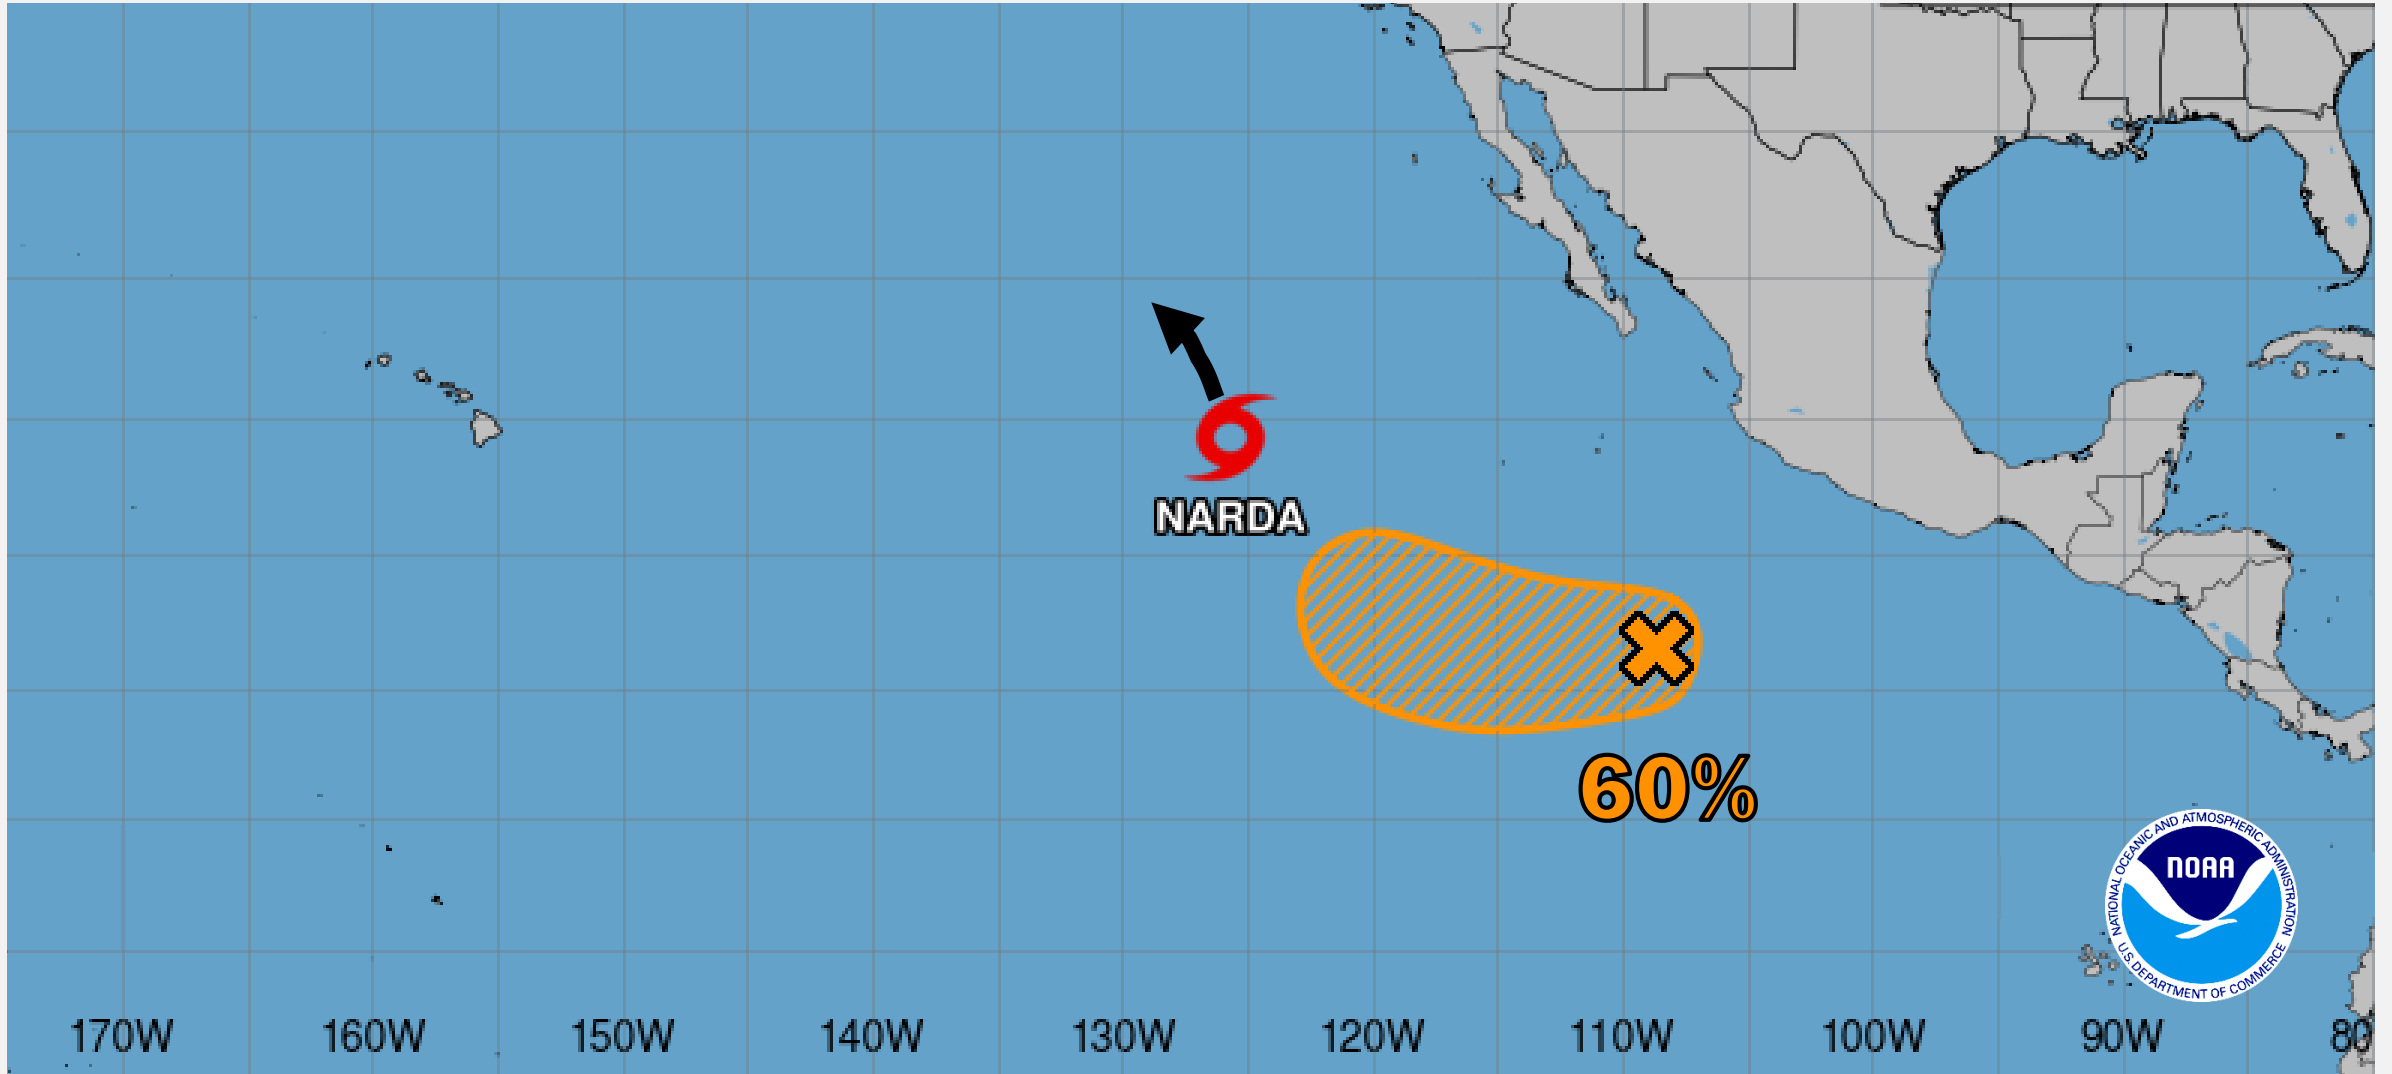 NARDA
60%
NATIONAL OCEANIC AND ATMOSPHERIC ADMINISTRATION
NOAA
U.S. DEPARTMENT OF COMMERCE
170W 160W 150W 140W 130W 120W 110W 100W 90W 80